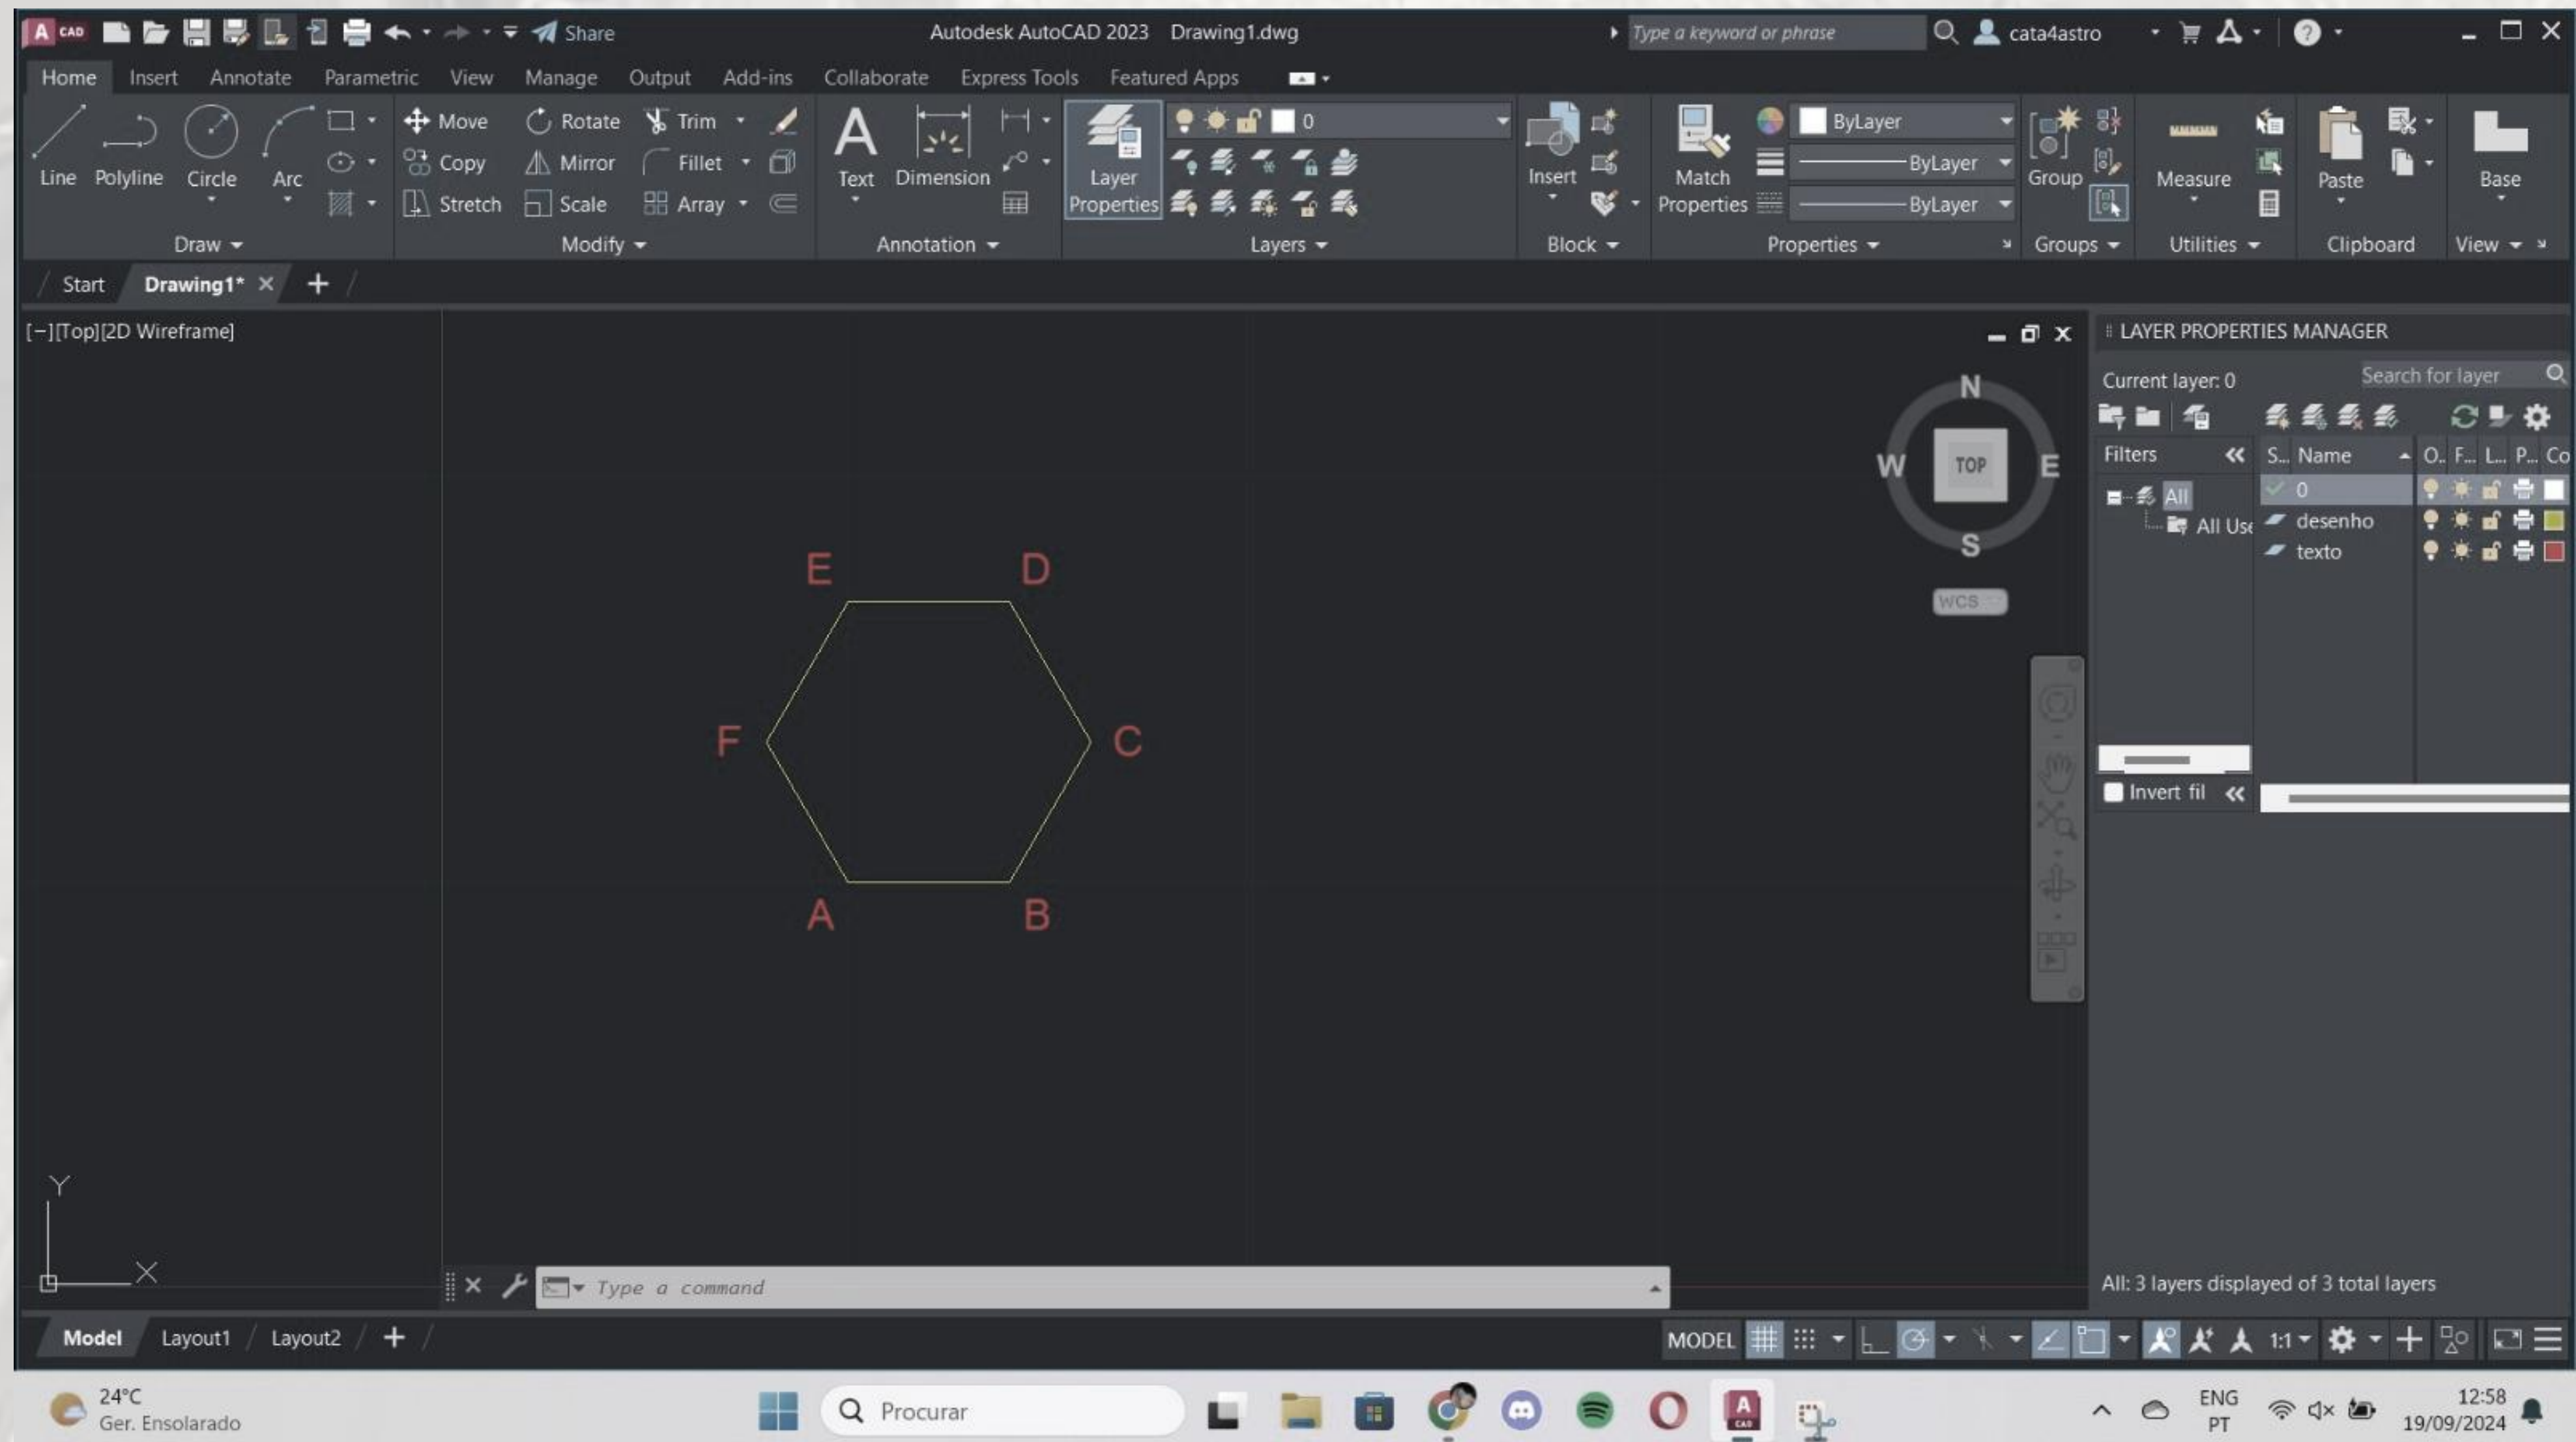 A CAD Share Autodesk AutoCAD 2023 Drawing1.dwg Type a keyword or phrase cata4astro
Home Insert Annotate Parametric View Manage Output Add-ins Collaborate Express Tools Featured Apps
Line Polyline Circle Arc
Move Rotate Trim
Copy Mirror Fillet
Stretch Scale Array
Text Dimension
Layer Properties
0
Insert
Match Properties
ByLayer
ByLayer
ByLayer
Group
Measure
Paste
Base
Draw Modify Annotation Layers Block Properties Groups Utilities Clipboard View
Start Drawing1* +
[−][Top][2D Wireframe]
E D
F C
A B
N
W TOP E
S
WCS
LAYER PROPERTIES MANAGER
Current layer: 0 Search for layer
Filters S... Name O.. F... L... P... Co
All 0
All Use desenho
texto
Invert fil
All: 3 layers displayed of 3 total layers
Y
X
Type a command
Model Layout1 Layout2 + MODEL 1:1
24°C
Ger. Ensolarado
Procurar
ENG
PT
12:58
19/09/2024